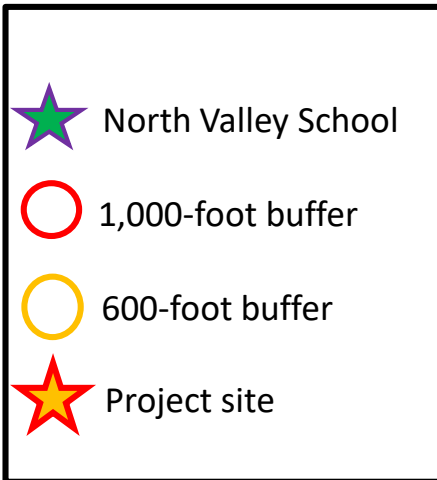 North Valley School
1,000-foot buffer
600-foot buffer
Project site